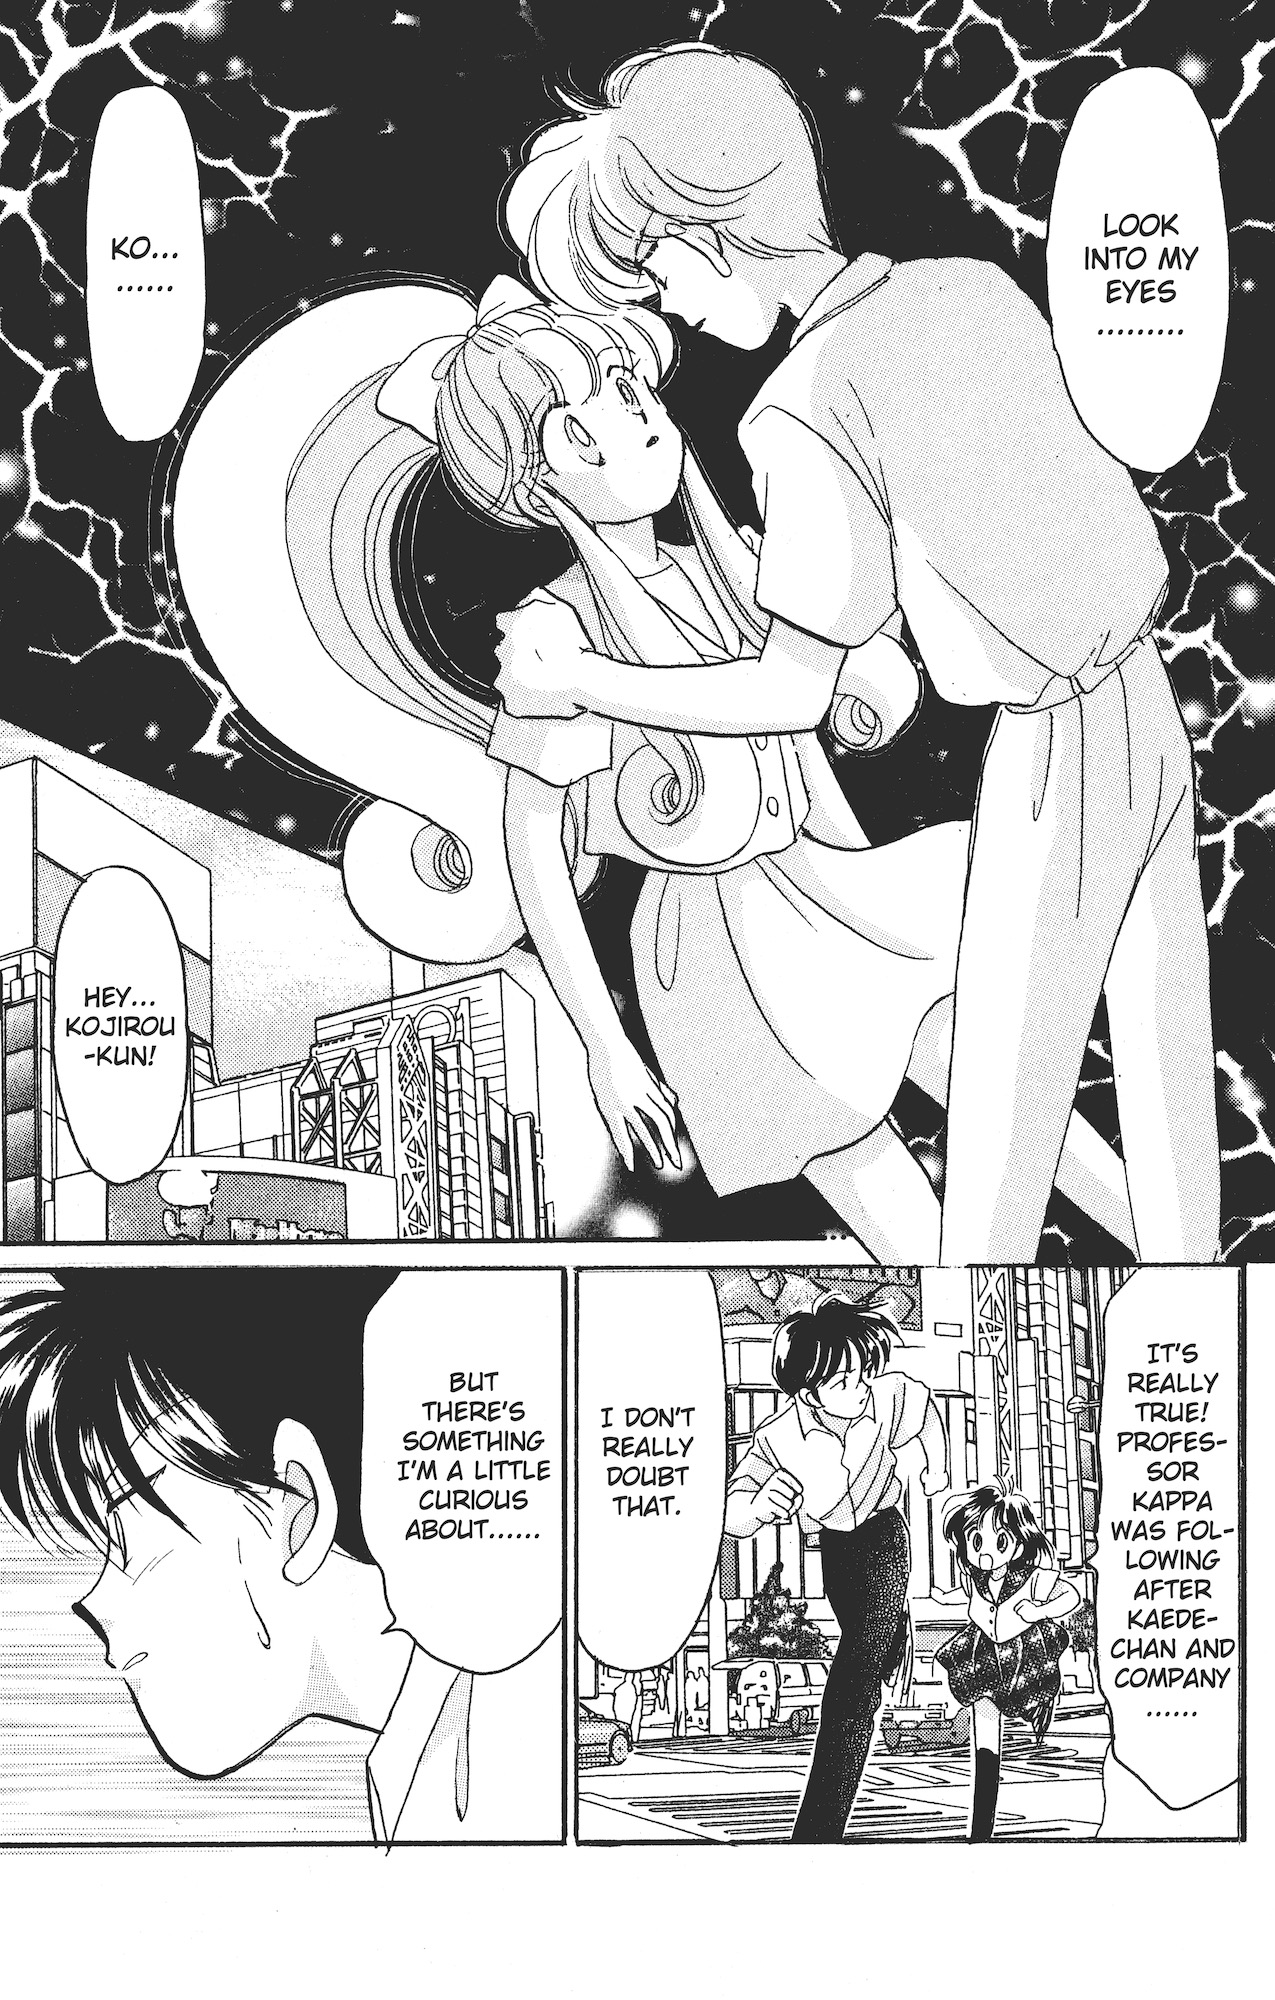 LOOK
INTO MY
EYES
.........
KO...
......
HEY...
KOJIROU
-KUN!
...
IT'S
REALLY
TRUE!
PROFES-
SOR
KAPPA
WAS FOL-
LOWING
AFTER
KAEDE-
CHAN AND
COMPANY
......
I DON'T
REALLY
DOUBT
THAT.
BUT
THERE'S
SOMETHING
I'M A LITTLE
CURIOUS
ABOUT......